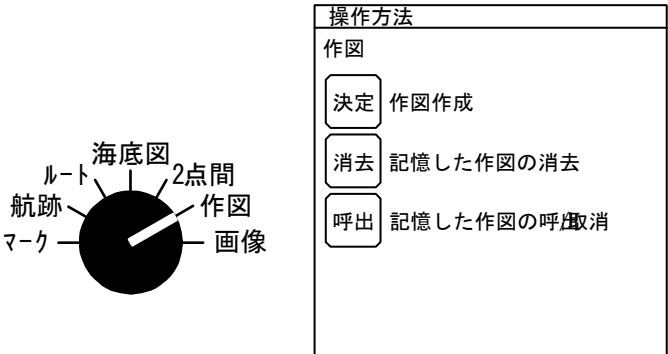 海底図
ルート
2点間
航跡
作図
マーク
画像
操作方法
作図
決定 作図作成
消去 記憶した作図の消去
呼出 記憶した作図の呼出/取消